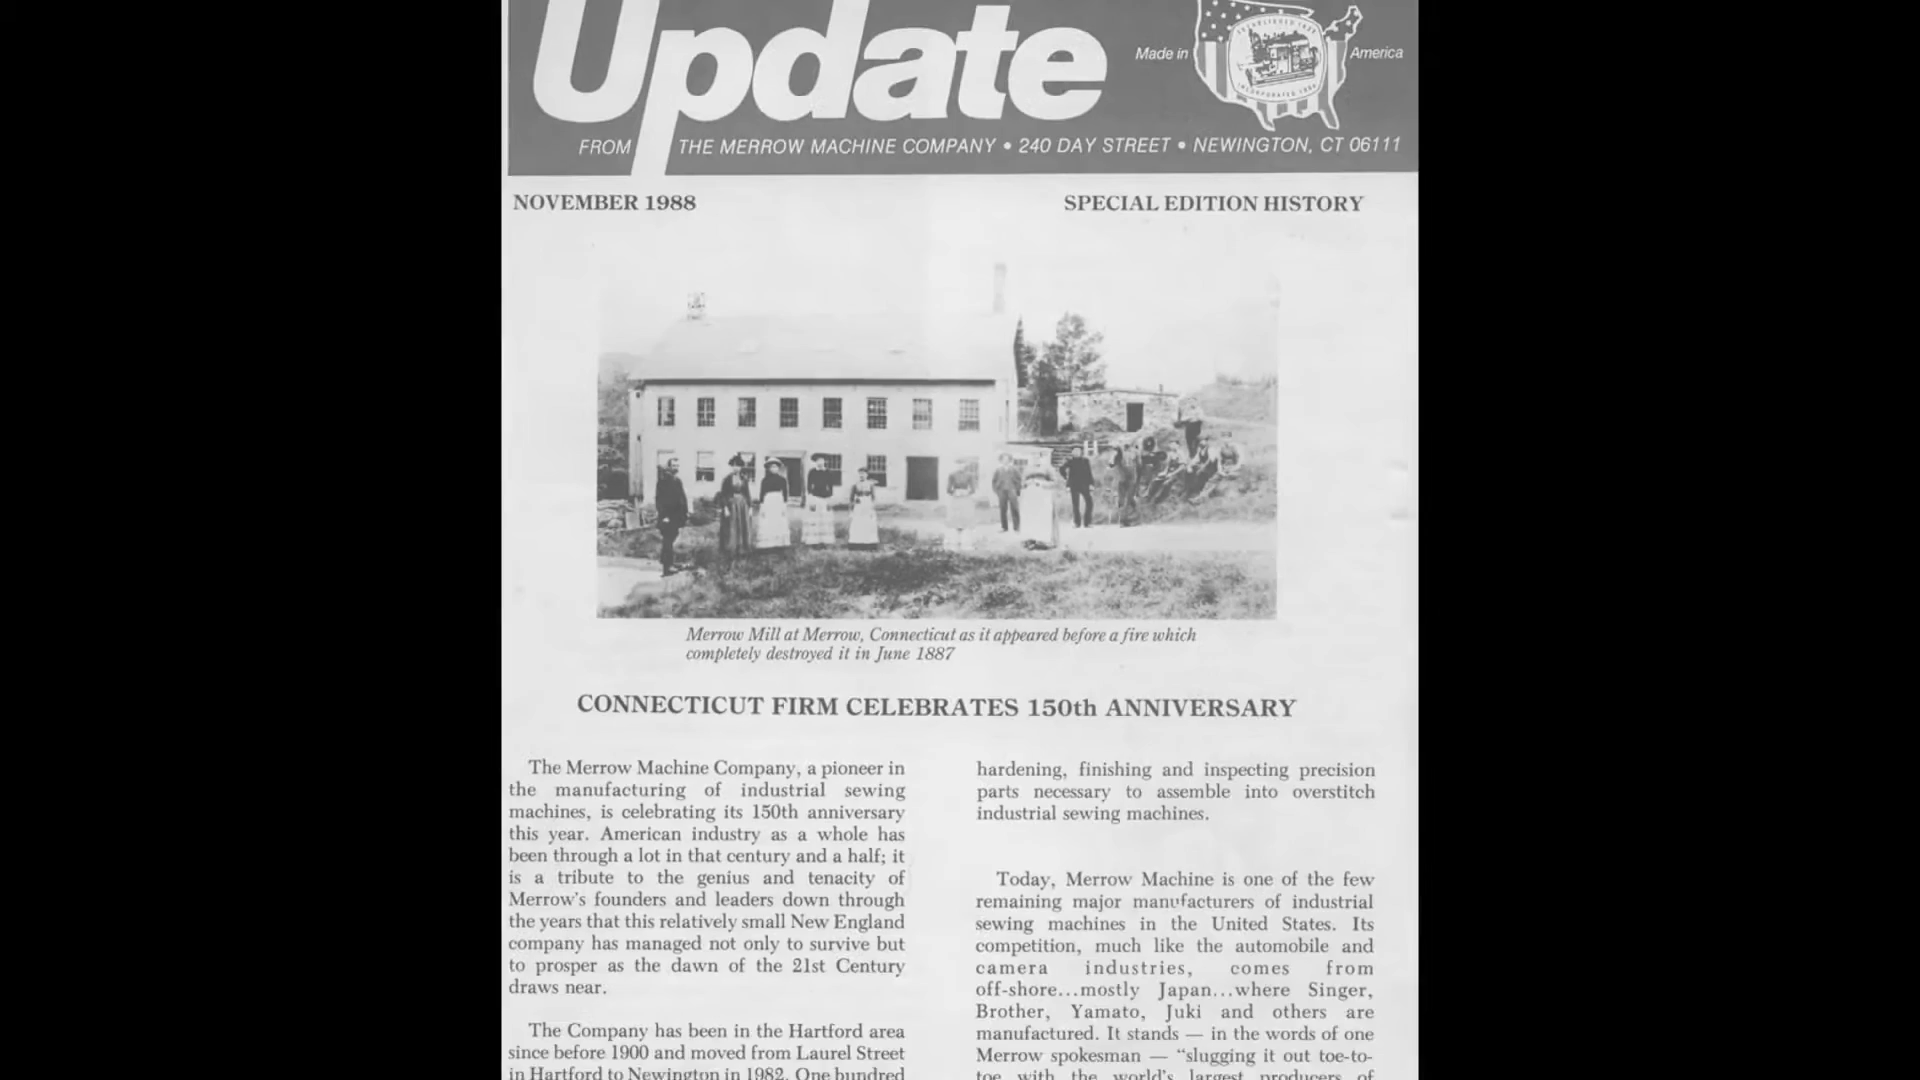 Update
Made in
America
ESTABLISHED 1838
INCORPORATED 1894
FROM THE MERROW MACHINE COMPANY • 240 DAY STREET • NEWINGTON, CT 06111
NOVEMBER 1988
SPECIAL EDITION HISTORY
Merrow Mill at Merrow, Connecticut as it appeared before a fire which
completely destroyed it in June 1887
CONNECTICUT FIRM CELEBRATES 150th ANNIVERSARY
The Merrow Machine Company, a pioneer in
the manufacturing of industrial sewing
machines, is celebrating its 150th anniversary
this year. American industry as a whole has
been through a lot in that century and a half; it
is a tribute to the genius and tenacity of
Merrow's founders and leaders down through
the years that this relatively small New England
company has managed not only to survive but
to prosper as the dawn of the 21st Century
draws near.
The Company has been in the Hartford area
since before 1900 and moved from Laurel Street
in Hartford to Newington in 1982. One hundred
hardening, finishing and inspecting precision
parts necessary to assemble into overstitch
industrial sewing machines.
Today, Merrow Machine is one of the few
remaining major manufacturers of industrial
sewing machines in the United States. Its
competition, much like the automobile and
camera industries, comes from
off-shore...mostly Japan...where Singer,
Brother, Yamato, Juki and others are
manufactured. It stands — in the words of one
Merrow spokesman — “slugging it out toe-to-
toe with the world's largest producers of